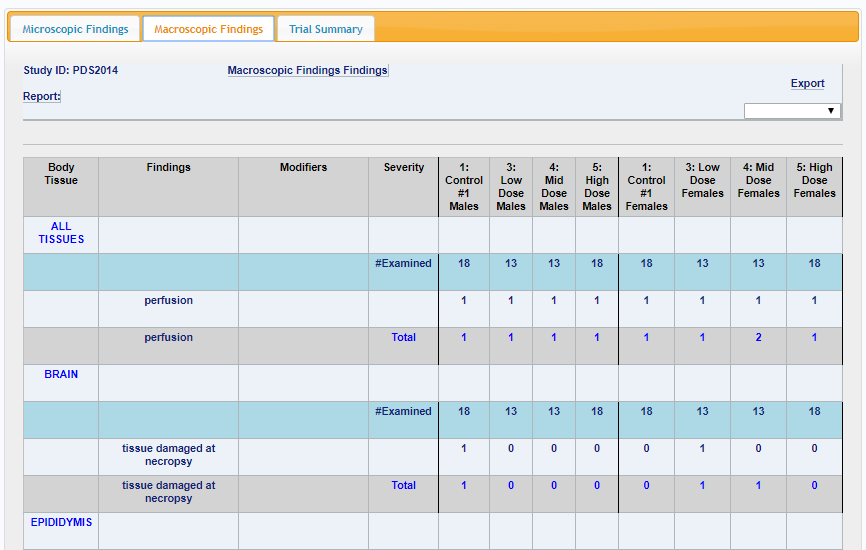 Microscopic Findings Macroscopic Findings Trial Summary
Study ID: PDS2014 Macroscopic Findings Findings
Export
Report:
Body Tissue Findings Modifiers Severity 1: Control #1 Males 3: Low Dose Males 4: Mid Dose Males 5: High Dose Males 1: Control #1 Females 3: Low Dose Females 4: Mid Dose Females 5: High Dose Females
ALL TISSUES
#Examined 18 13 13 18 18 13 13 18
perfusion 1 1 1 1 1 1 1 1
perfusion Total 1 1 1 1 1 1 2 1
BRAIN
#Examined 18 13 13 18 18 13 13 18
tissue damaged at necropsy 1 0 0 0 0 1 0 0
tissue damaged at necropsy Total 1 0 0 0 0 1 1 0
EPIDIDYMIS